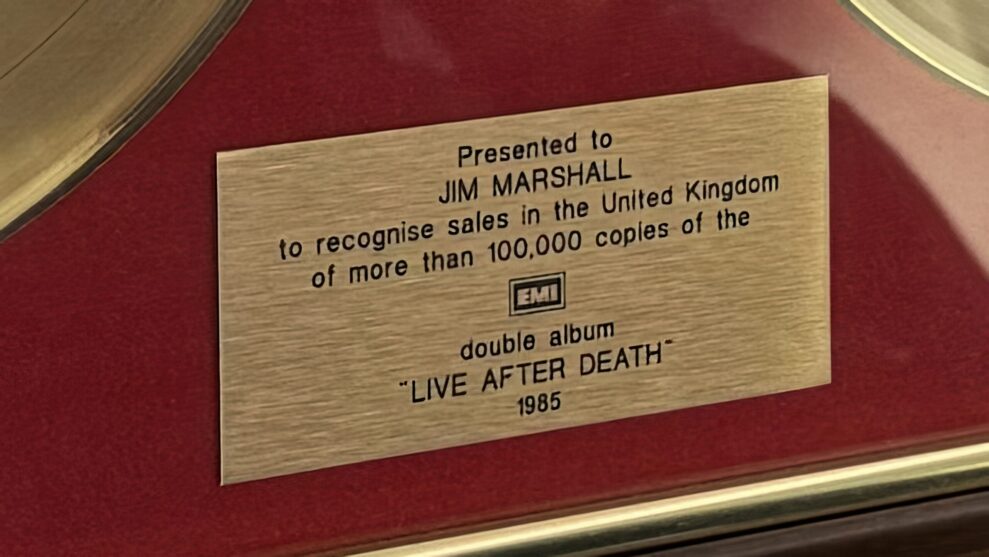 Presented to
JIM MARSHALL
to recognise sales in the United Kingdom
of more than 100,000 copies of the
EMI
double album
"LIVE AFTER DEATH"
1985